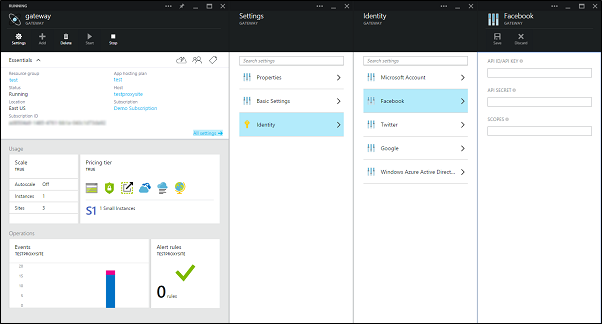 RUNNING
gateway
GATEWAY
Settings
Add
Delete
Start
Stop
Essentials
Resource group
test
Status
Running
Location
East US
Subscription ID
App hosting plan
test
Host
testproxysite
Subscription
Demo Subscription
All settings →
Usage
Scale
TRUE
Autoscale Off
Instances 1
Sites 3
Pricing tier
TRUE
S1 1 Small Instances
Operations
Events
TESTPROXYSITE
20
15
10
5
0
Alert rules
TESTPROXYSITE
0 rules
Settings
GATEWAY
Search settings
Properties
Basic Settings
Identity
Identity
GATEWAY
Search settings
Microsoft Account
Facebook
Twitter
Google
Windows Azure Active Direct...
Facebook
GATEWAY
Save
Discard
API ID/API KEY
API SECRET
SCOPES